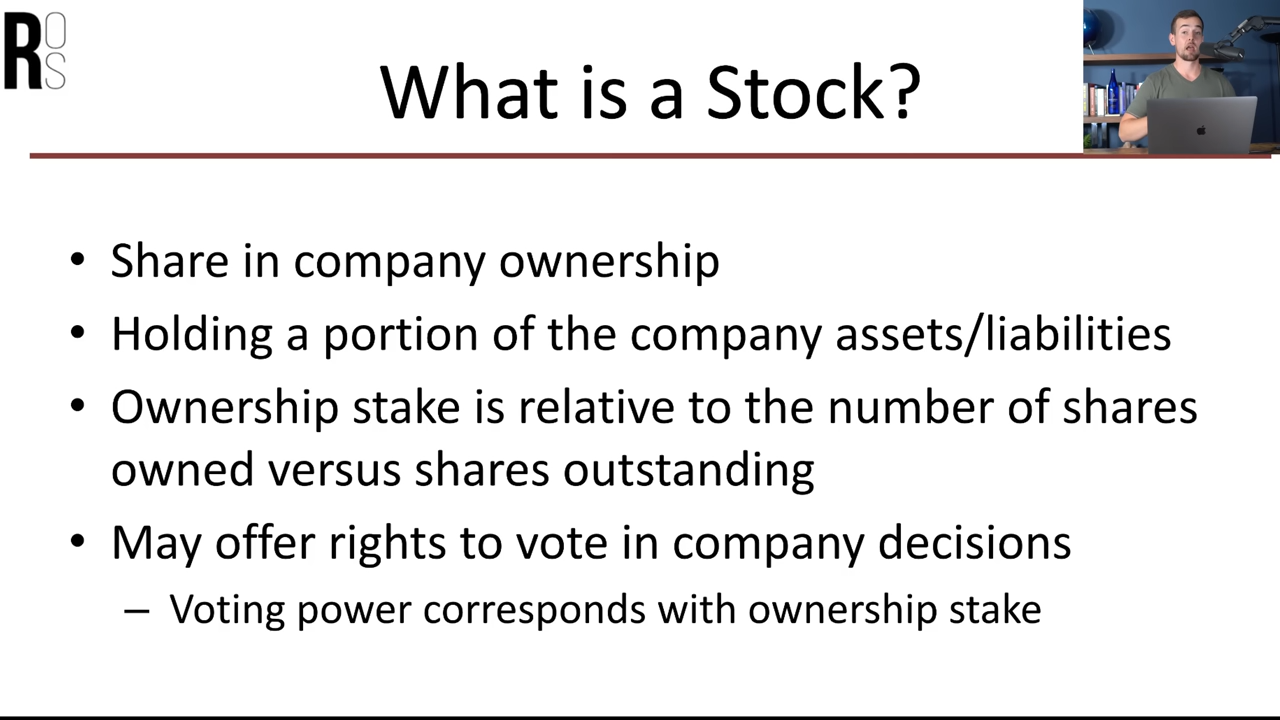 ROS
What is a Stock?
• Share in company ownership
• Holding a portion of the company assets/liabilities
• Ownership stake is relative to the number of shares
owned versus shares outstanding
• May offer rights to vote in company decisions
– Voting power corresponds with ownership stake